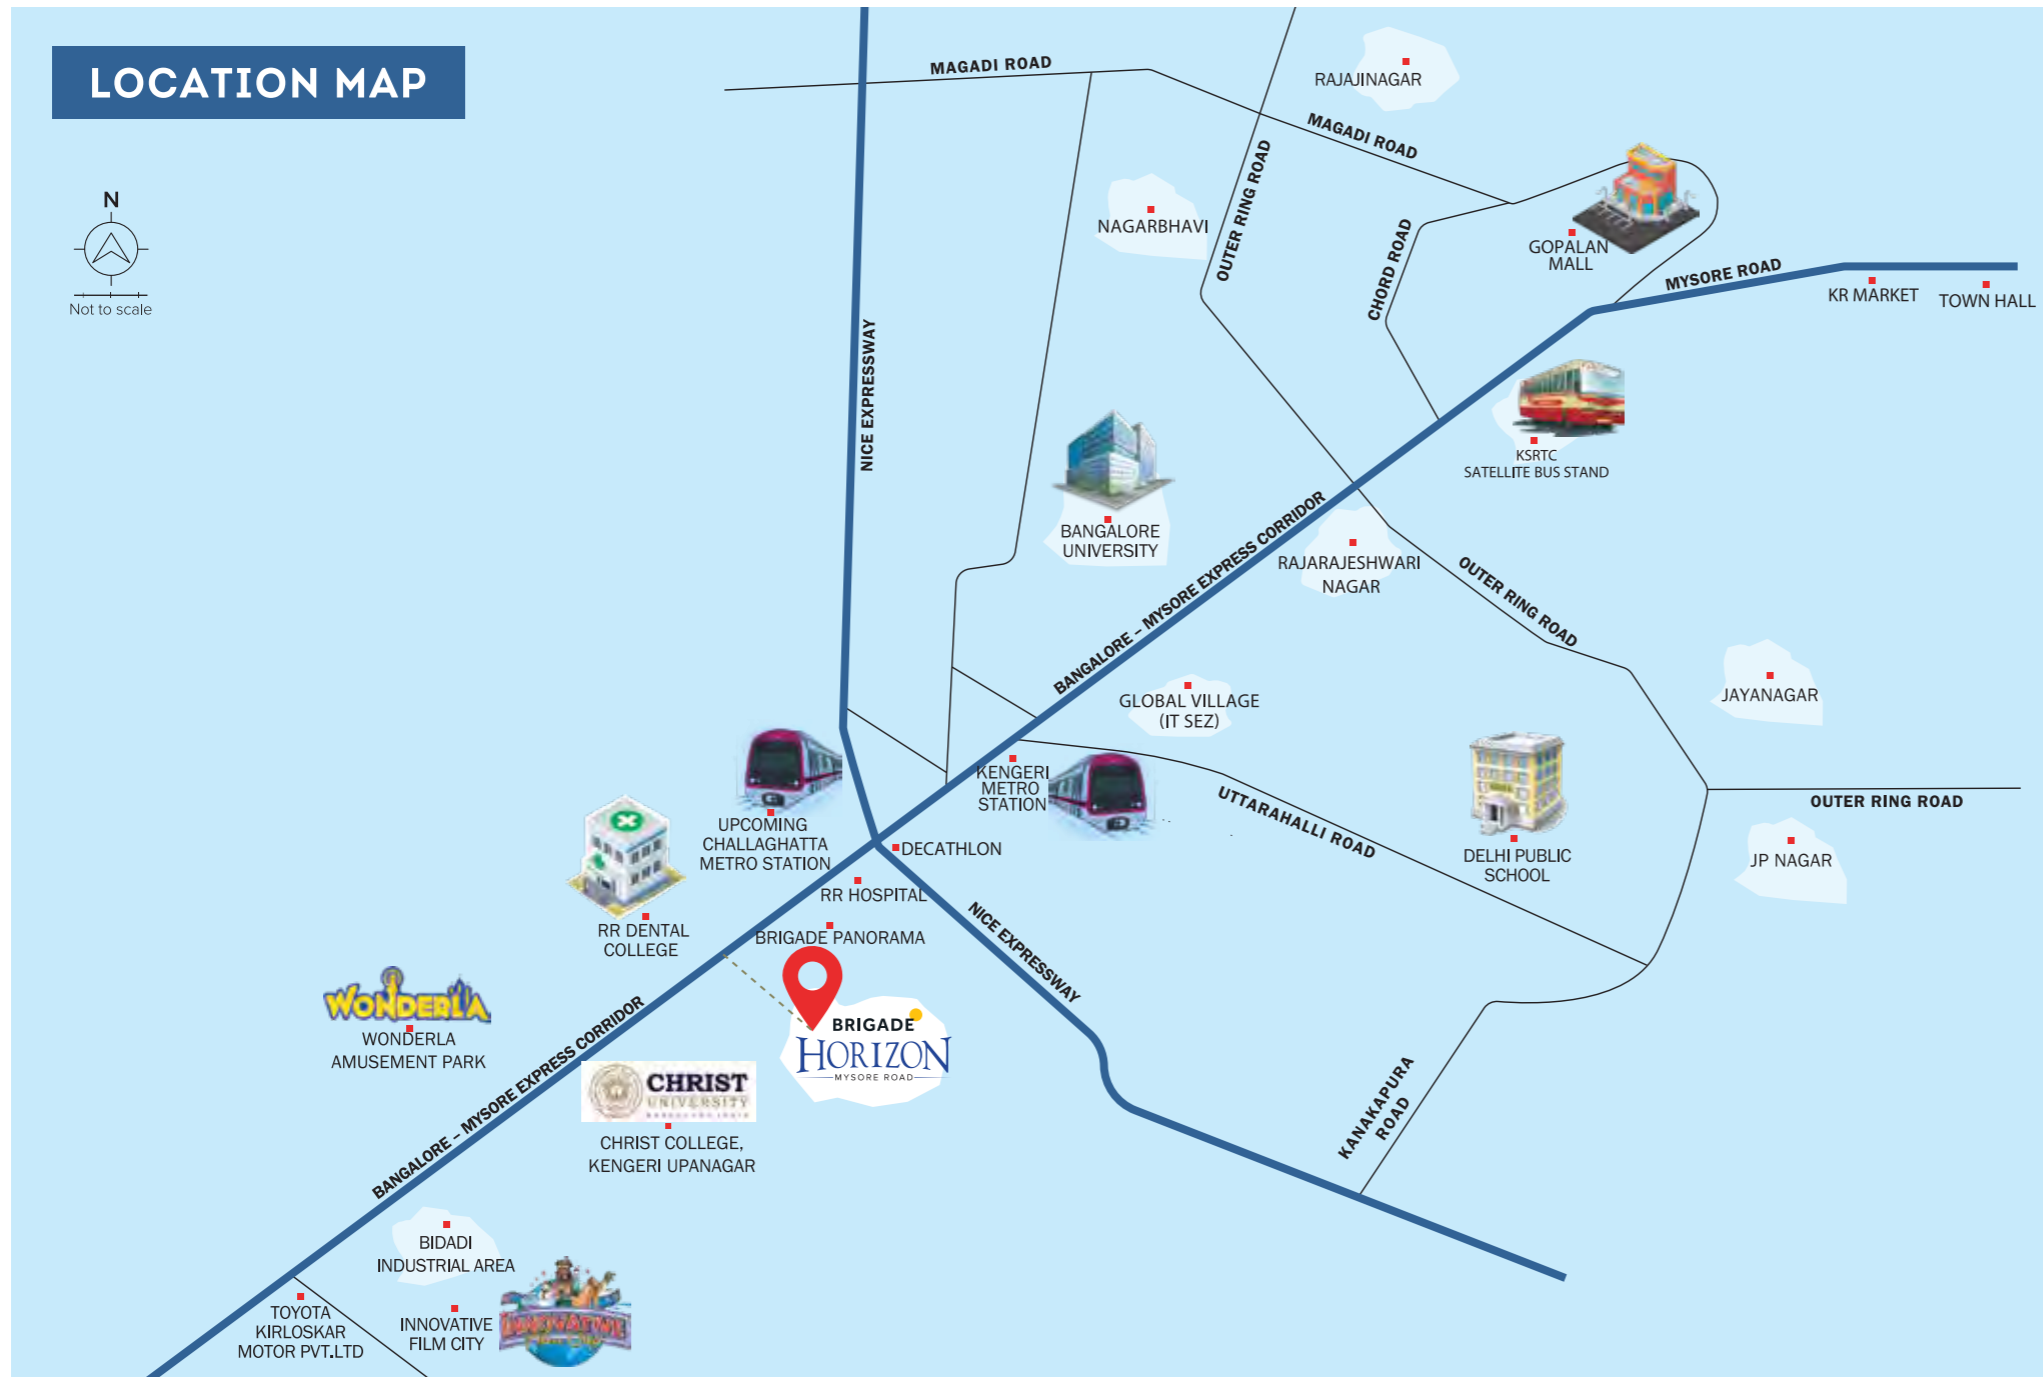 LOCATION MAP
N
Not to scale
MAGADI ROAD
RAJAJINAGAR
MAGADI ROAD
OUTER RING ROAD
NAGARBHAVI
CHORD ROAD
GOPALAN
MALL
MYSORE ROAD
KR MARKET
TOWN HALL
NICE EXPRESSWAY
KSRTC
SATELLITE BUS STAND
BANGALORE
UNIVERSITY
BANGALORE – MYSORE EXPRESS CORRIDOR
RAJARAJESHWARI
NAGAR
OUTER RING ROAD
GLOBAL VILLAGE
(IT SEZ)
JAYANAGAR
KENGERI
METRO
STATION
UTTARAHALLI ROAD
OUTER RING ROAD
UPCOMING
CHALLAGHATTA
METRO STATION
DECATHLON
DELHI PUBLIC
SCHOOL
JP NAGAR
RR HOSPITAL
RR DENTAL
COLLEGE
BRIGADE PANORAMA
NICE EXPRESSWAY
WONDERLA
WONDERLA
AMUSEMENT PARK
BRIGADE
HORIZON
MYSORE ROAD
BANGALORE – MYSORE EXPRESS CORRIDOR
CHRIST
UNIVERSITY
CHRIST COLLEGE,
KENGERI UPANAGAR
KANAKAPURA
ROAD
BIDADI
INDUSTRIAL AREA
TOYOTA
KIRLOSKAR
MOTOR PVT.LTD
INNOVATIVE
FILM CITY
INNOVATIVE